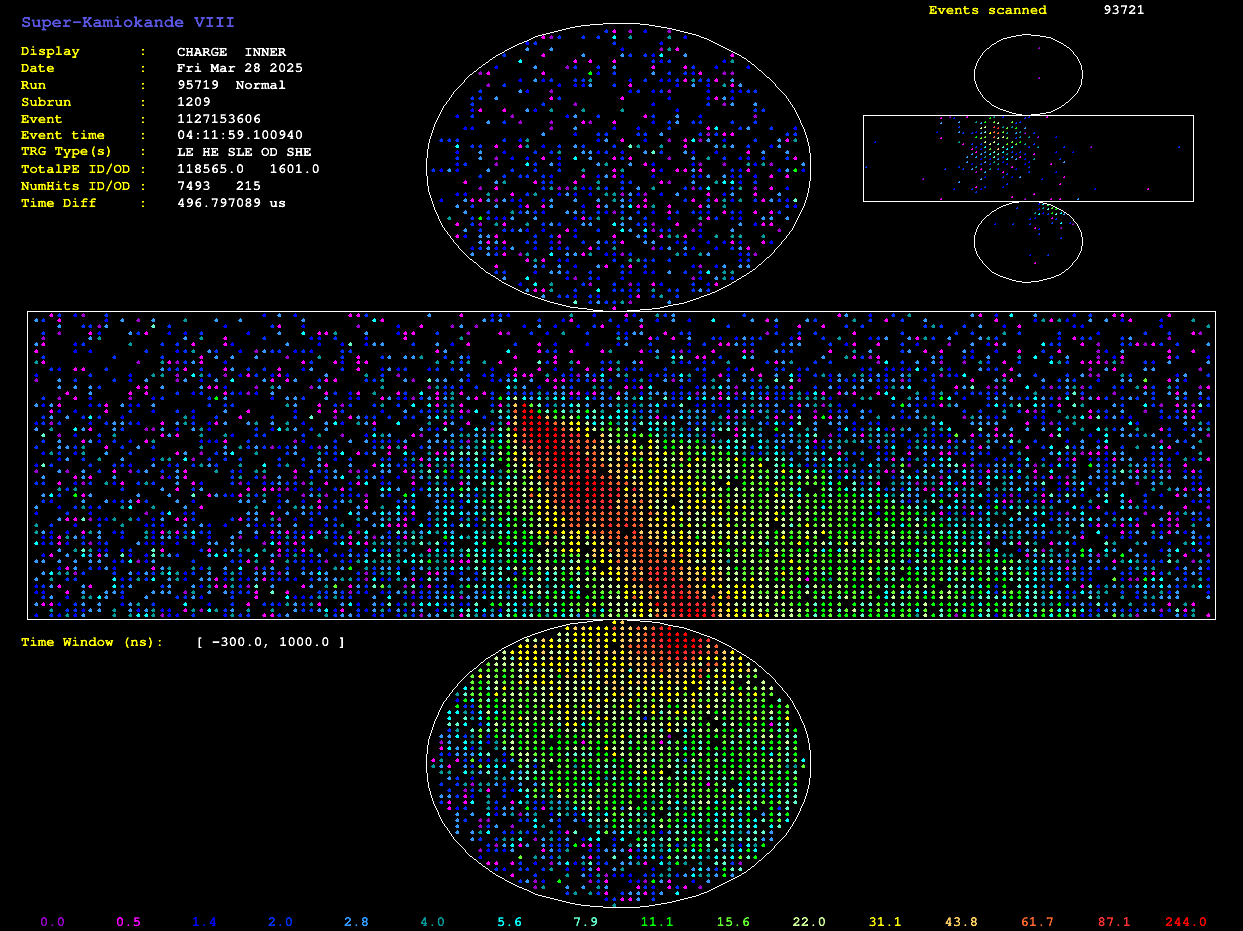 Super-Kamiokande VIII
Events scanned 93721
Display : CHARGE INNER
Date : Fri Mar 28 2025
Run : 95719 Normal
Subrun : 1209
Event : 1127153606
Event time : 04:11:59.100940
TRG Type(s) : LE HE SLE OD SHE
TotalPE ID/OD : 118565.0 1601.0
NumHits ID/OD : 7493 215
Time Diff : 496.797089 us
Time Window (ns): [ -300.0, 1000.0 ]
0.0 0.5 1.4 2.0 2.8 4.0 5.6 7.9 11.1 15.6 22.0 31.1 43.8 61.7 87.1 244.0